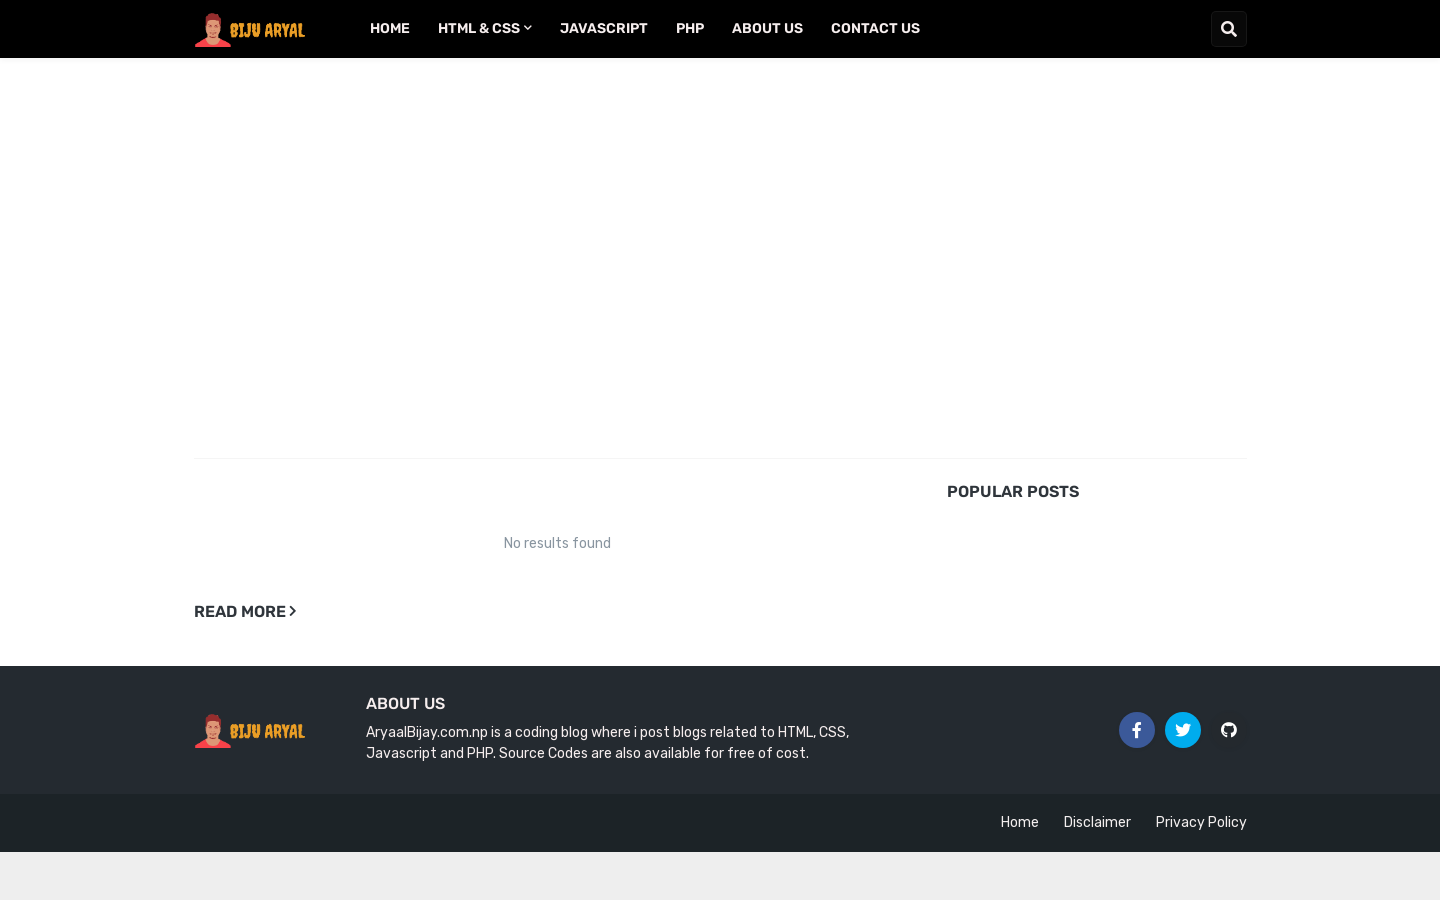 BIJU ARYAL
HOME
HTML & CSS
JAVASCRIPT
PHP
ABOUT US
CONTACT US
POPULAR POSTS
No results found
READ MORE
BIJU ARYAL
ABOUT US
AryaalBijay.com.np is a coding blog where i post blogs related to HTML, CSS,
Javascript and PHP. Source Codes are also available for free of cost.
Home
Disclaimer
Privacy Policy